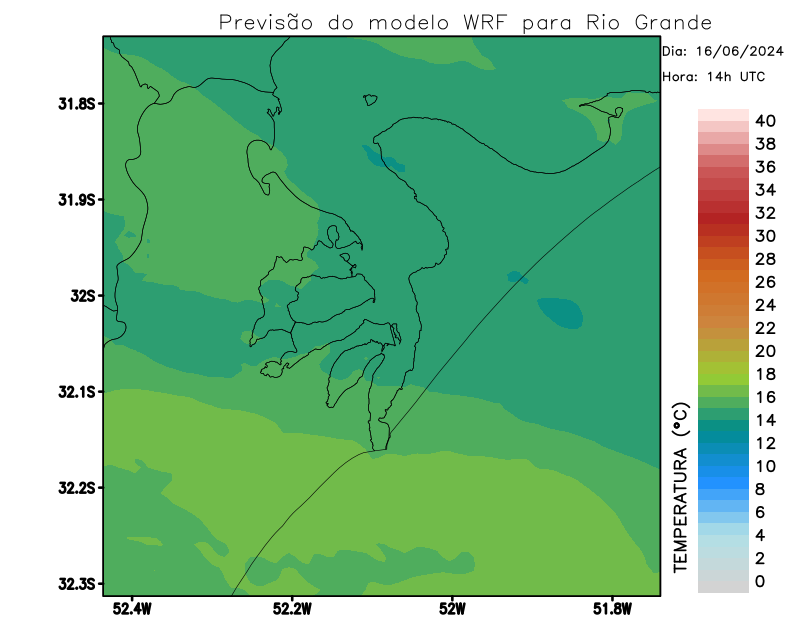 Previsão do modelo WRF para Rio Grande
Dia: 16/06/2024
Hora: 14h UTC
31.8S
31.9S
32S
32.1S
32.2S
32.3S
52.4W
52.2W
52W
51.8W
TEMPERATURA (°C)
40
38
36
34
32
30
28
26
24
22
20
18
16
14
12
10
8
6
4
2
0